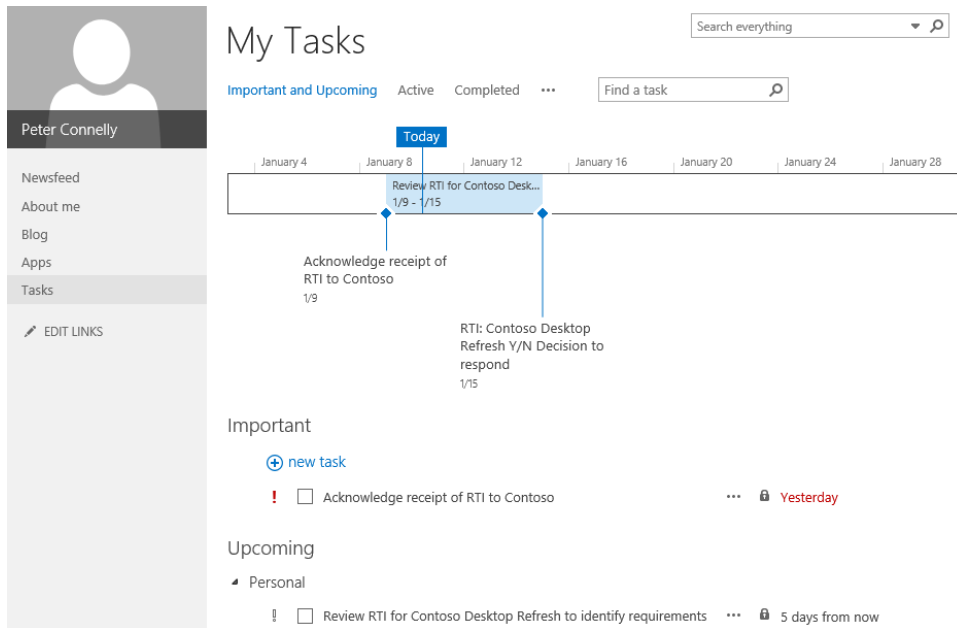 My Tasks
Search everything
Important and Upcoming Active Completed ...
Find a task
Peter Connelly
Newsfeed
About me
Blog
Apps
Tasks
EDIT LINKS
Today
January 4 January 8 January 12 January 16 January 20 January 24 January 28
Review RTI for Contoso Desk...
1/9 - 1/15
Acknowledge receipt of
RTI to Contoso
1/9
RTI: Contoso Desktop
Refresh Y/N Decision to
respond
1/15
Important
new task
! Acknowledge receipt of RTI to Contoso ... Yesterday
Upcoming
Personal
! Review RTI for Contoso Desktop Refresh to identify requirements ... 5 days from now